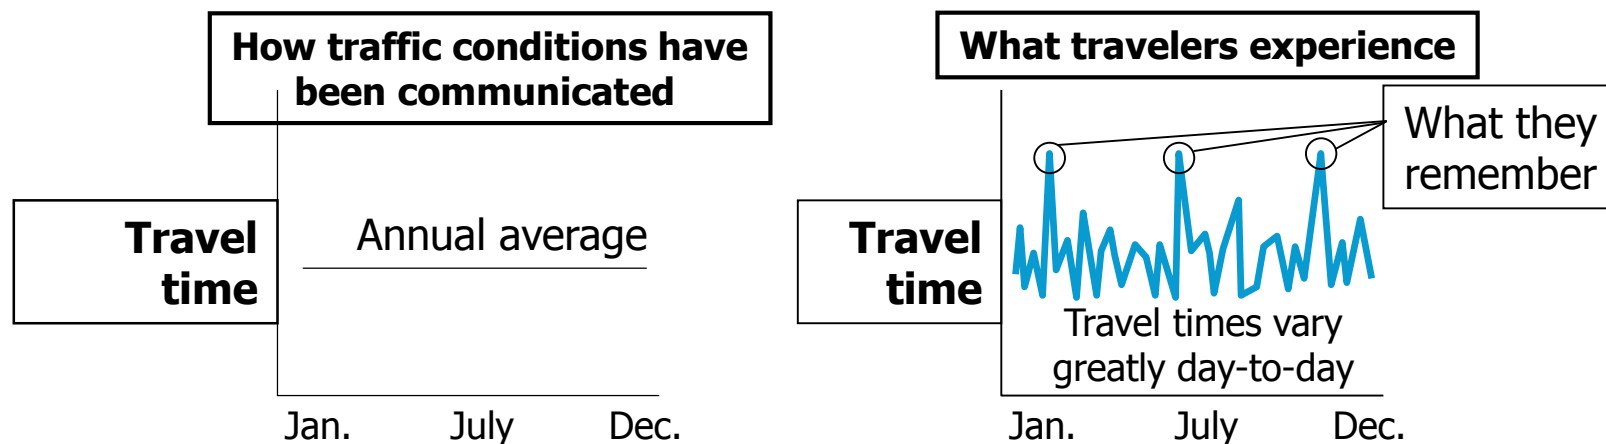 How traffic conditions have
been communicated
Travel
time
Annual average
Jan.
July
Dec.
What travelers experience
What they
remember
Travel
time
Travel times vary
greatly day-to-day
Jan.
July
Dec.